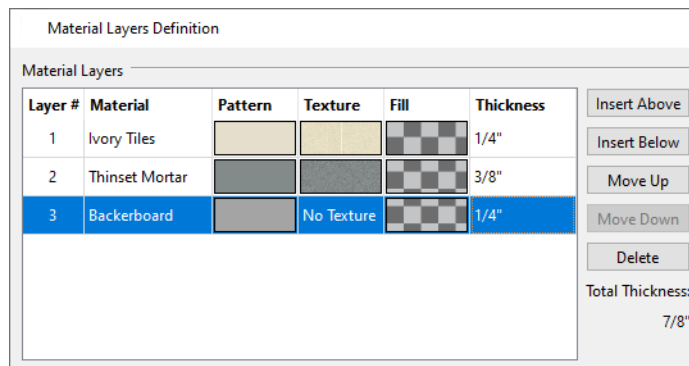 Material Layers Definition
Material Layers
Layer # Material Pattern Texture Fill Thickness
1 Ivory Tiles 1/4"
2 Thinset Mortar 3/8"
3 Backerboard No Texture 1/4"
Insert Above
Insert Below
Move Up
Move Down
Delete
Total Thickness:
7/8"